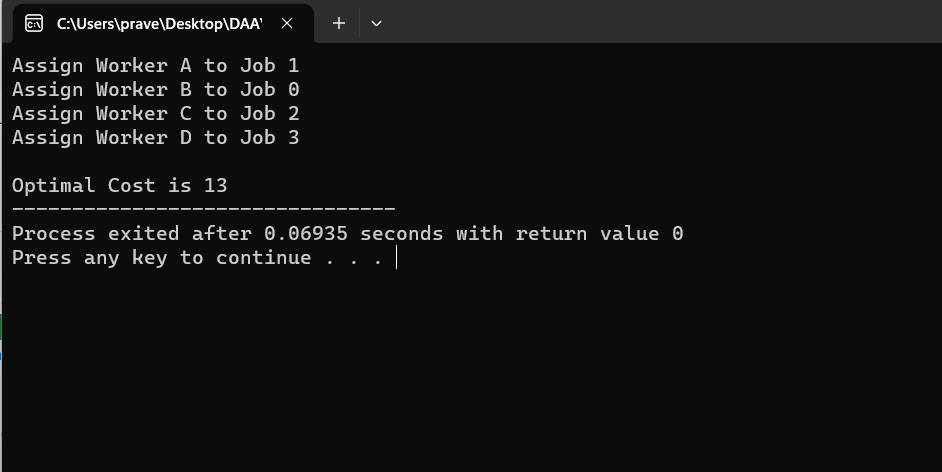 C:\Users\prave\Desktop\DAA\
Assign Worker A to Job 1
Assign Worker B to Job 0
Assign Worker C to Job 2
Assign Worker D to Job 3
Optimal Cost is 13
--------------------------------
Process exited after 0.06935 seconds with return value 0
Press any key to continue . . .